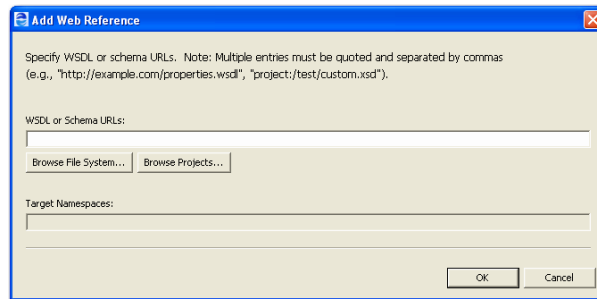 Add Web Reference
Specify WSDL or schema URLs. Note: Multiple entries must be quoted and separated by commas
(e.g., "http://example.com/properties.wsdl", "project:/test/custom.xsd").
WSDL or Schema URLs:
Browse File System... Browse Projects...
Target Namespaces:
OK Cancel